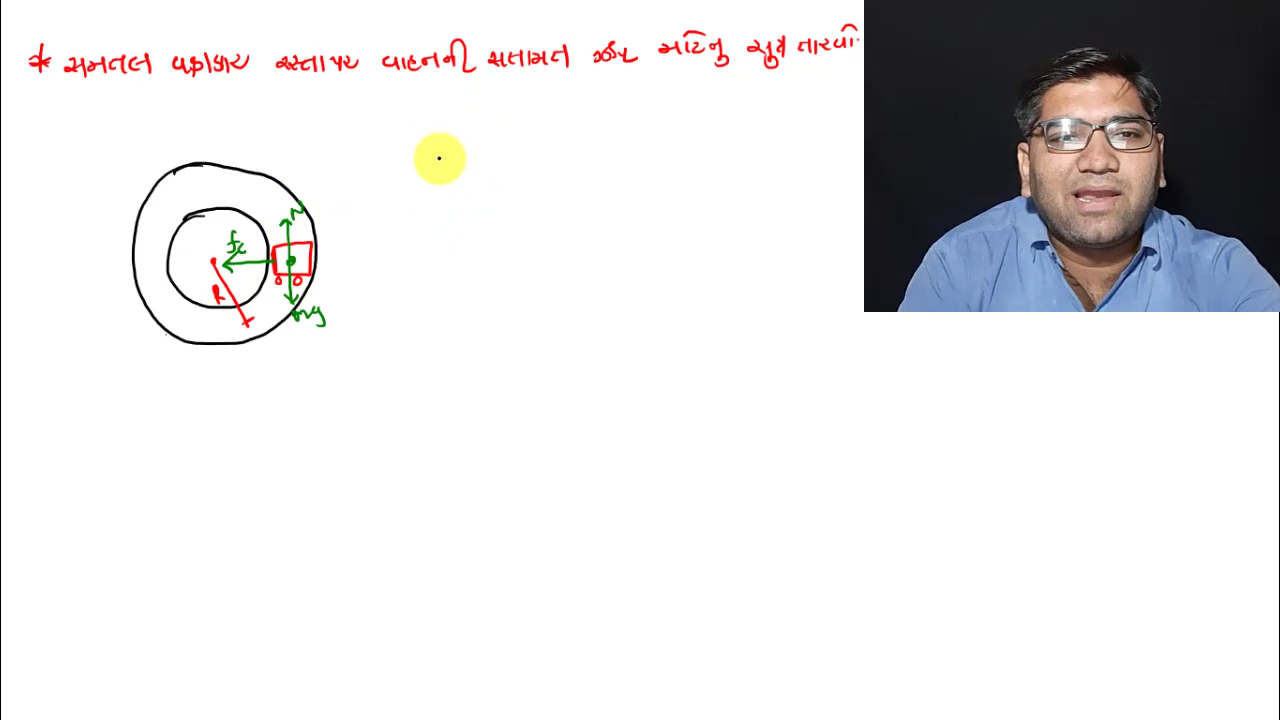 * સમતલ વક્રાકાર રસ્તા પર વાહનની સલામત ઝડપ માટેનુ સુત્ર તારવો.
N
fc
R
mg